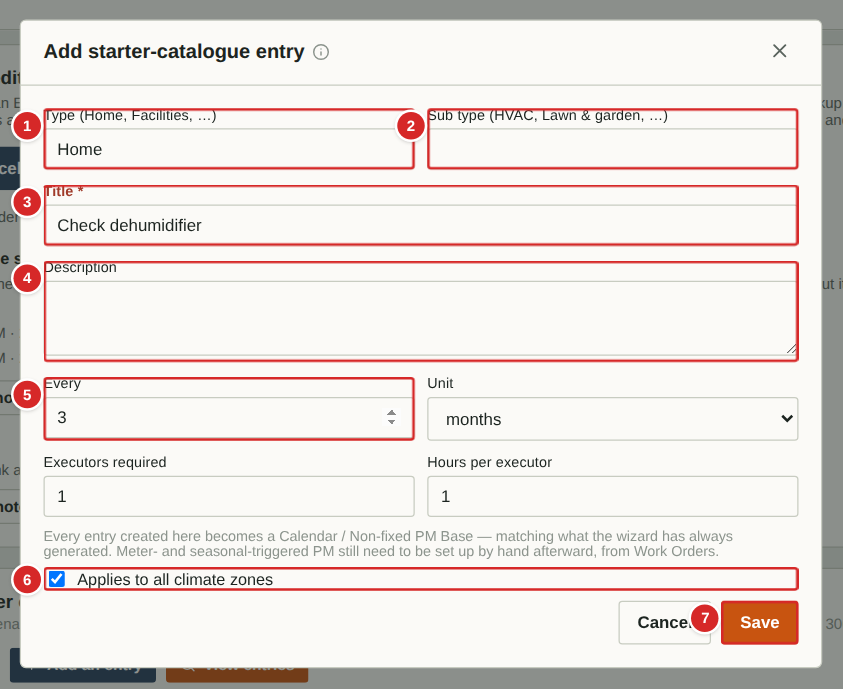 Add starter-catalogue entry
1 Type (Home, Facilities, …)
Home
2 Sub type (HVAC, Lawn & garden, …)
3 Title *
Check dehumidifier
4 Description
5 Every
3
Unit
months
Executors required
1
Hours per executor
1
Every entry created here becomes a Calendar / Non-fixed PM Base — matching what the wizard has always
generated. Meter- and seasonal-triggered PM still need to be set up by hand afterward, from Work Orders.
6 Applies to all climate zones
Cancel
7 Save